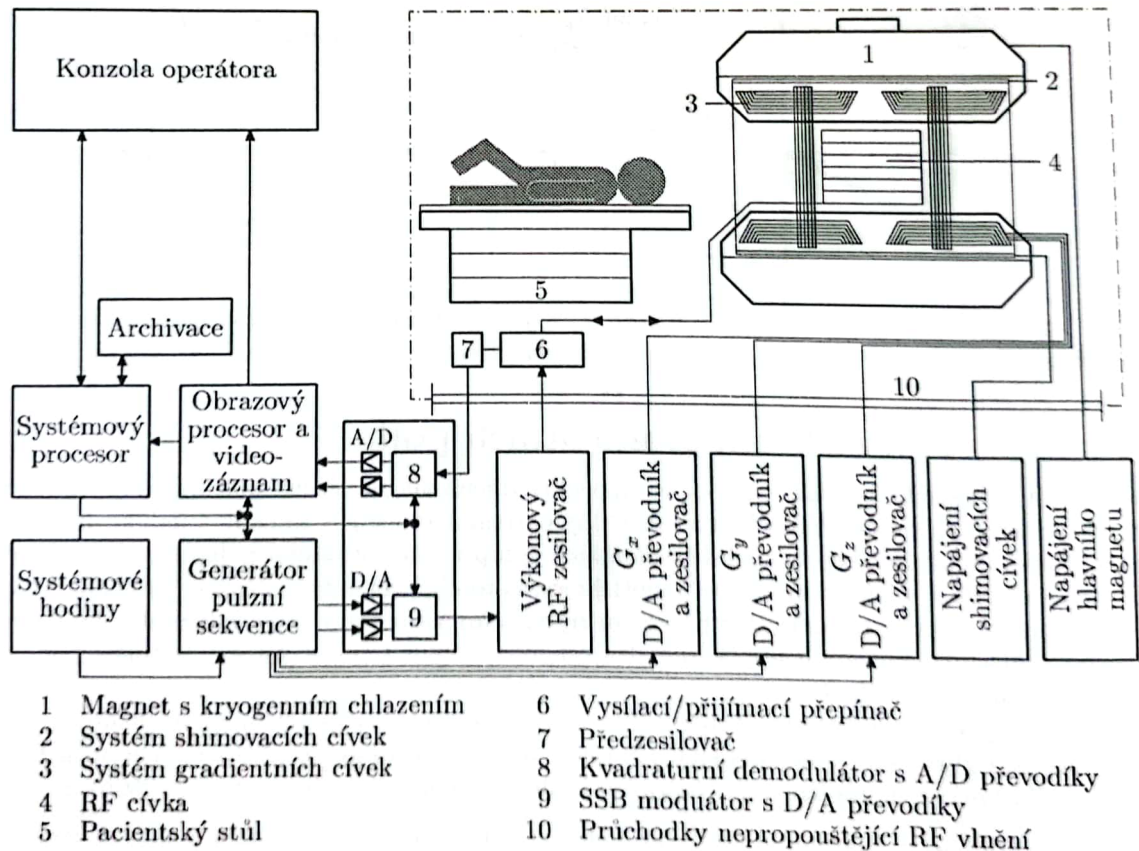 Konzola operátora
1
2
3
4
5
Archivace
7
6
10
Systémový
procesor
Obrazový
procesor a
video-
záznam
A/D
8
Systémové
hodiny
Generátor
pulzní
sekvence
D/A
9
Výkonový
RF zesilovač
Gx
D/A převodník
a zesilovač
Gy
D/A převodník
a zesilovač
Gz
D/A převodník
a zesilovač
Napájení
shimovacích
cívek
Napájení
hlavního
magnetu
1 Magnet s kryogenním chlazením
2 Systém shimovacích cívek
3 Systém gradientních cívek
4 RF cívka
5 Pacientský stůl
6 Vysílací/přijímací přepínač
7 Předzesilovač
8 Kvadraturní demodulátor s A/D převodíky
9 SSB moduátor s D/A převodíky
10 Průchodky nepropouštějící RF vlnění